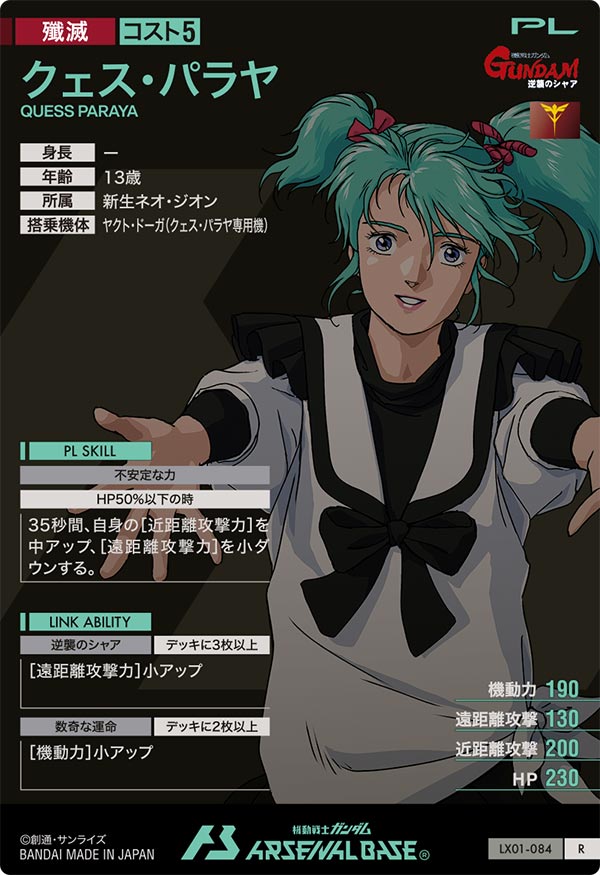 殲滅 コスト5
PL
クェス・パラヤ
QUESS PARAYA
機動戦士ガンダム
GUNDAM
逆襲のシャア
身長 ー
年齢 13歳
所属 新生ネオ・ジオン
搭乗機体 ヤクト・ドーガ(クェス・パラヤ専用機)
PL SKILL
不安定な力
HP50%以下の時
35秒間、自身の[近距離攻撃力]を
中アップ、[遠距離攻撃力]を小ダ
ウンする。
LINK ABILITY
逆襲のシャア デッキに3枚以上
[遠距離攻撃力]小アップ
数奇な運命 デッキに2枚以上
[機動力]小アップ
機動力 190
遠距離攻撃 130
近距離攻撃 200
HP 230
©創通・サンライズ
BANDAI MADE IN JAPAN
機動戦士ガンダム
ARSENAL BASE®
LX01-084 R